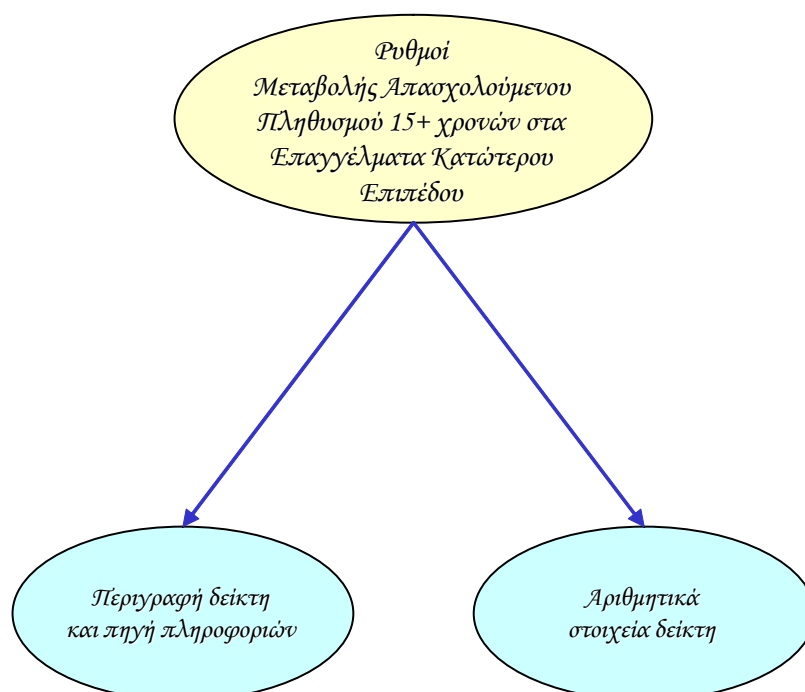 Ρυθμοί
Μεταβολής Απασχολούμενου
Πληθυσμού 15+ χρονών στα
Επαγγέλματα Κατώτερου
Επιπέδου
Περιγραφή δείκτη
και πηγή πληροφοριών
Αριθμητικά
στοιχεία δείκτη